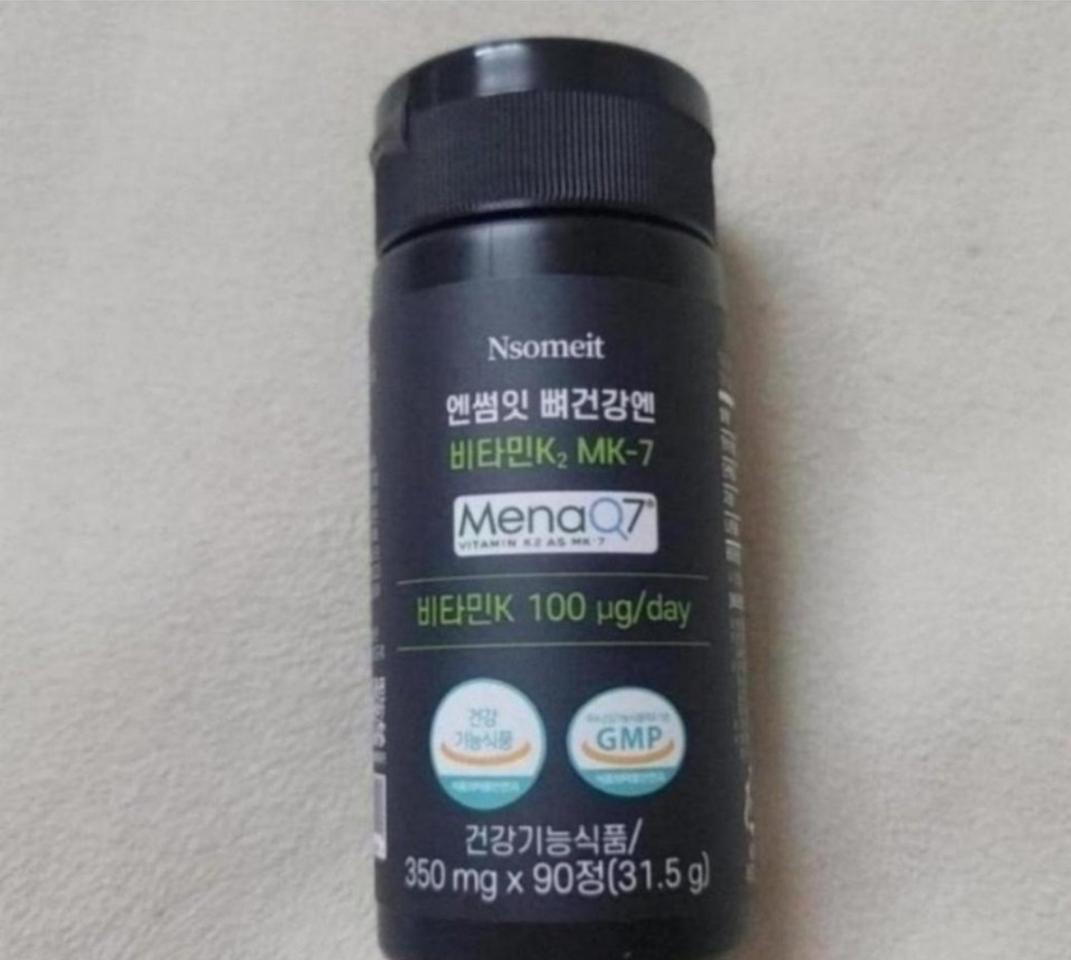 Nsomeit
엔썸잇 뼈건강엔
비타민K₂ MK-7
MenaQ7®
VITAMIN K2 AS MK-7
비타민K 100 µg/day
건강
기능식품
GMP
건강기능식품/
350 mg x 90정(31.5 g)